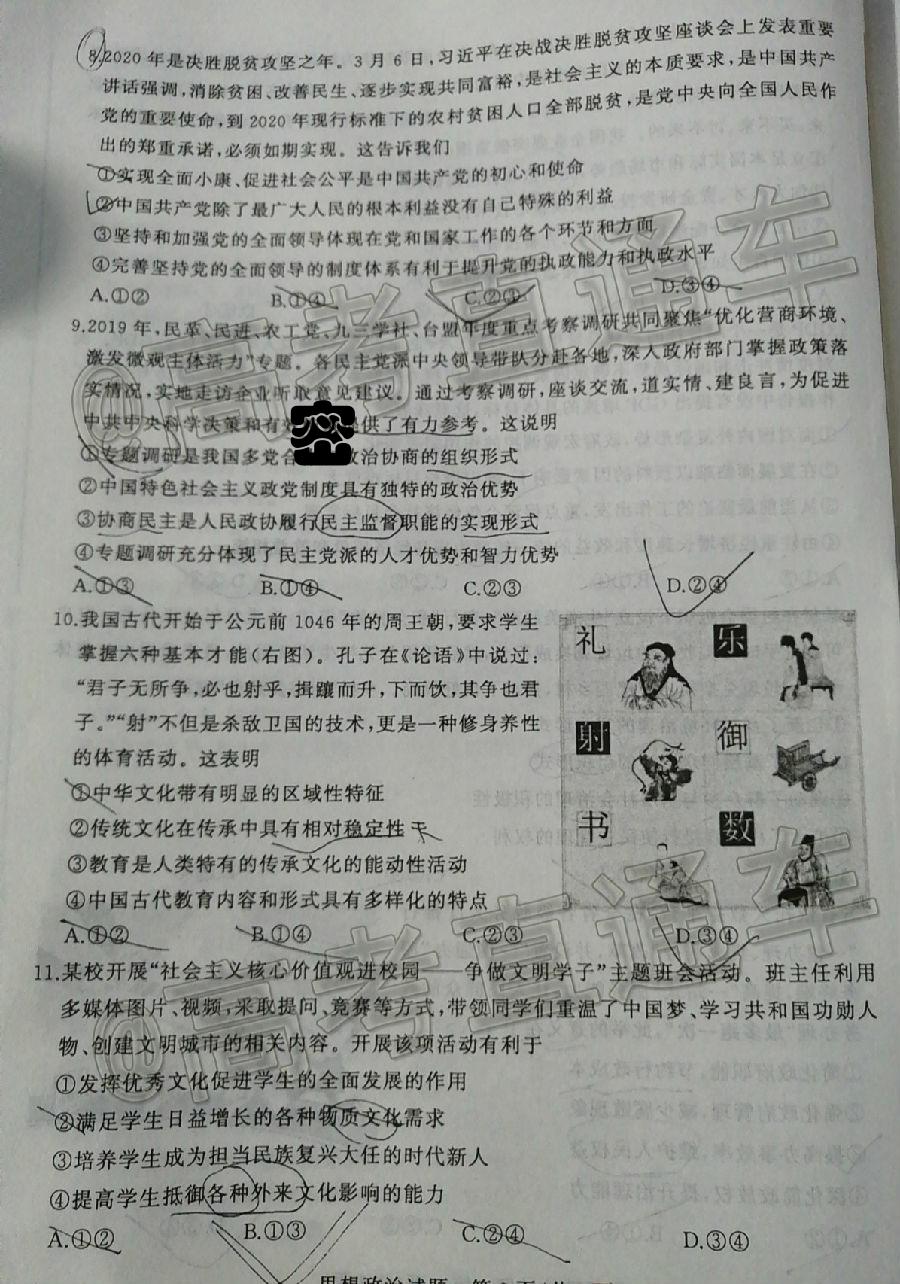 8.2020年是决胜脱贫攻坚之年。3月6日,习近平在决战决胜脱贫攻坚座谈会上发表重要
讲话强调,消除贫困、改善民生、逐步实现共同富裕,是社会主义的本质要求,是中国共产
党的重要使命,到2020年现行标准下的农村贫困人口全部脱贫,是党中央向全国人民作
出的郑重承诺,必须如期实现。这告诉我们
①实现全面小康、促进社会公平是中国共产党的初心和使命
②中国共产党除了最广大人民的根本利益没有自己特殊的利益
③坚持和加强党的全面领导体现在党和国家工作的各个环节和方面
④完善坚持党的全面领导的制度体系有利于提升党的执政能力和执政水平
A.①② B.①④ C.②③ D.③④
9.2019年,民革、民进、农工党、九三学社、台盟年度重点考察调研共同聚焦“优化营商环境、
激发微观主体活力”专题。各民主党派中央领导带队分赴各地,深入政府部门掌握政策落
实情况,实地走访企业听取意见建议。通过考察调研,座谈交流,道实情、建良言,为促进
中共中央科学决策和有效 提供了有力参考。这说明
密
①专题调研是我国多党合 政治协商的组织形式
②中国特色社会主义政党制度具有独特的政治优势
③协商民主是人民政协履行民主监督职能的实现形式
④专题调研充分体现了民主党派的人才优势和智力优势
A.①③ B.①④ C.②③ D.②④
10.我国古代开始于公元前1046年的周王朝,要求学生
掌握六种基本才能(右图)。孔子在《论语》中说过:
“君子无所争,必也射乎,揖让而升,下而饮,其争也君
子。”“射”不但是杀敌卫国的技术,更是一种修身养性
的体育活动。这表明
①中华文化带有明显的区域性特征
②传统文化在传承中具有相对稳定性
③教育是人类特有的传承文化的能动性活动
④中国古代教育内容和形式具有多样化的特点
A.①② B.①④ C.②③ D.③④
礼 乐
射 御
书 数
11.某校开展“社会主义核心价值观进校园——争做文明学子”主题班会活动。班主任利用
多媒体图片、视频,采取提问、竞赛等方式,带领同学们重温了中国梦、学习共和国功勋人
物、创建文明城市的相关内容。开展该项活动有利于
①发挥优秀文化促进学生的全面发展的作用
②满足学生日益增长的各种物质文化需求
③培养学生成为担当民族复兴大任的时代新人
④提高学生抵御各种外来文化影响的能力
A.①② B.①③ C.②④ D.③④
思想政治试题
@高考直通车
@高考直通车